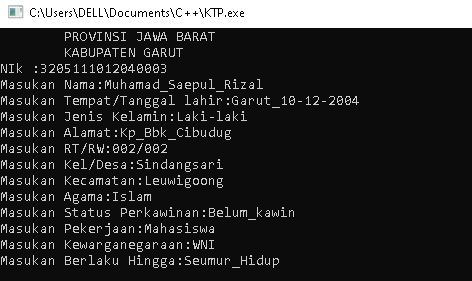 C:\Users\DELL\Documents\C++\KTP.exe
PROVINSI JAWA BARAT
KABUPATEN GARUT
NIk :3205111012040003
Masukan Nama:Muhamad_Saepul_Rizal
Masukan Tempat/Tanggal lahir:Garut_10-12-2004
Masukan Jenis Kelamin:Laki-laki
Masukan Alamat:Kp_Bbk_Cibudug
Masukan RT/RW:002/002
Masukan Kel/Desa:Sindangsari
Masukan Kecamatan:Leuwigoong
Masukan Agama:Islam
Masukan Status Perkawinan:Belum_kawin
Masukan Pekerjaan:Mahasiswa
Masukan Kewarganegaraan:WNI
Masukan Berlaku Hingga:Seumur_Hidup